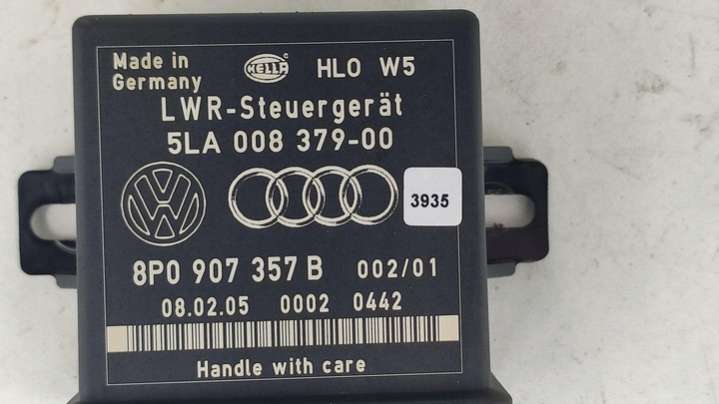 Made in
Germany
HELLA
HLO W5
LWR-Steuergerät
5LA 008 379-00
3935
8P0 907 357 B 002/01
08.02.05 0002 0442
Handle with care